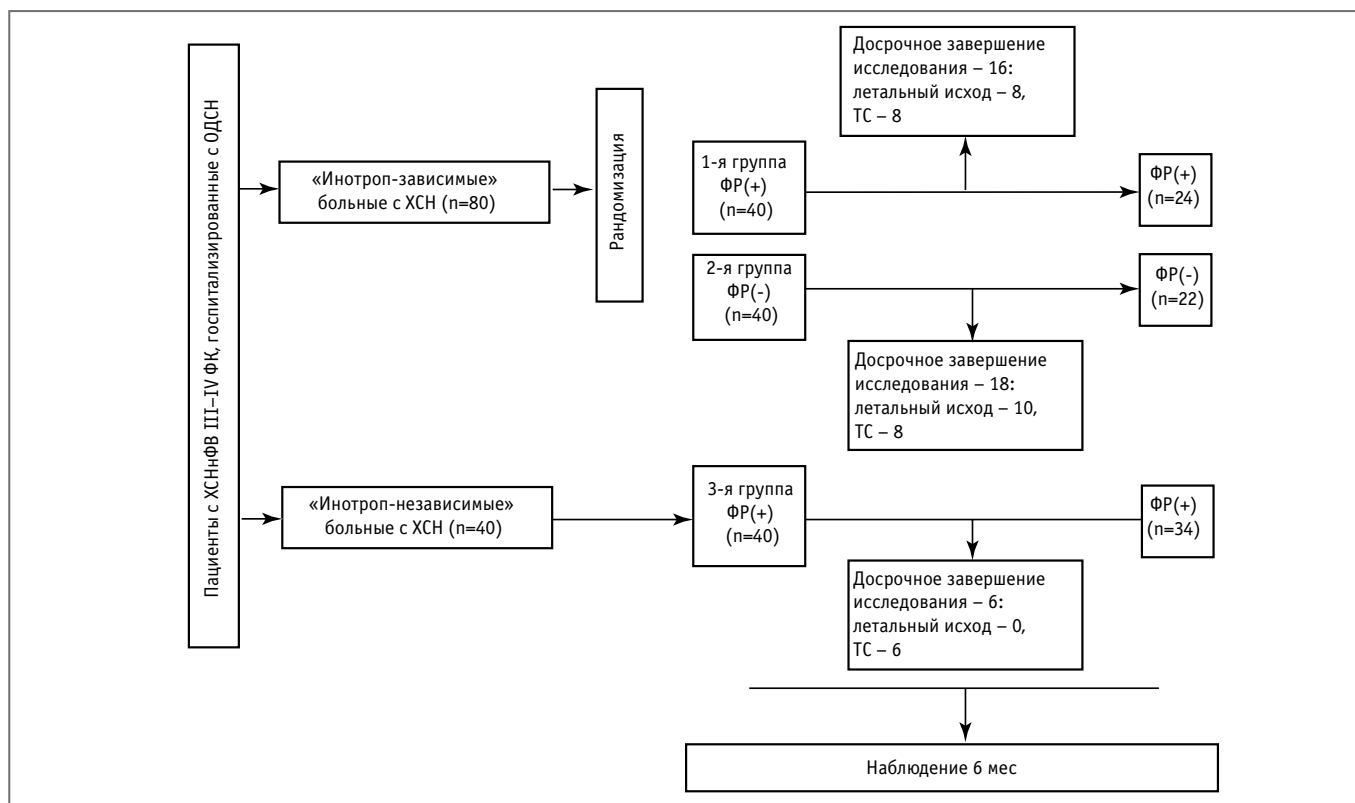 Пациенты с ХСНнФВ III–IV ФК, госпитализированные с ОДСН
«Инотроп-зависимые»
больные с ХСН (n=80)
Рандомизация
1-я группа
ФР(+)
(n=40)
Досрочное завершение
исследования – 16:
летальный исход – 8,
ТС – 8
ФР(+)
(n=24)
2-я группа
ФР(-)
(n=40)
ФР(-)
(n=22)
Досрочное завершение
исследования – 18:
летальный исход – 10,
ТС – 8
«Инотроп-независимые»
больные с ХСН (n=40)
3-я группа
ФР(+)
(n=40)
ФР(+)
(n=34)
Досрочное завершение
исследования – 6:
летальный исход – 0,
ТС – 6
Наблюдение 6 мес